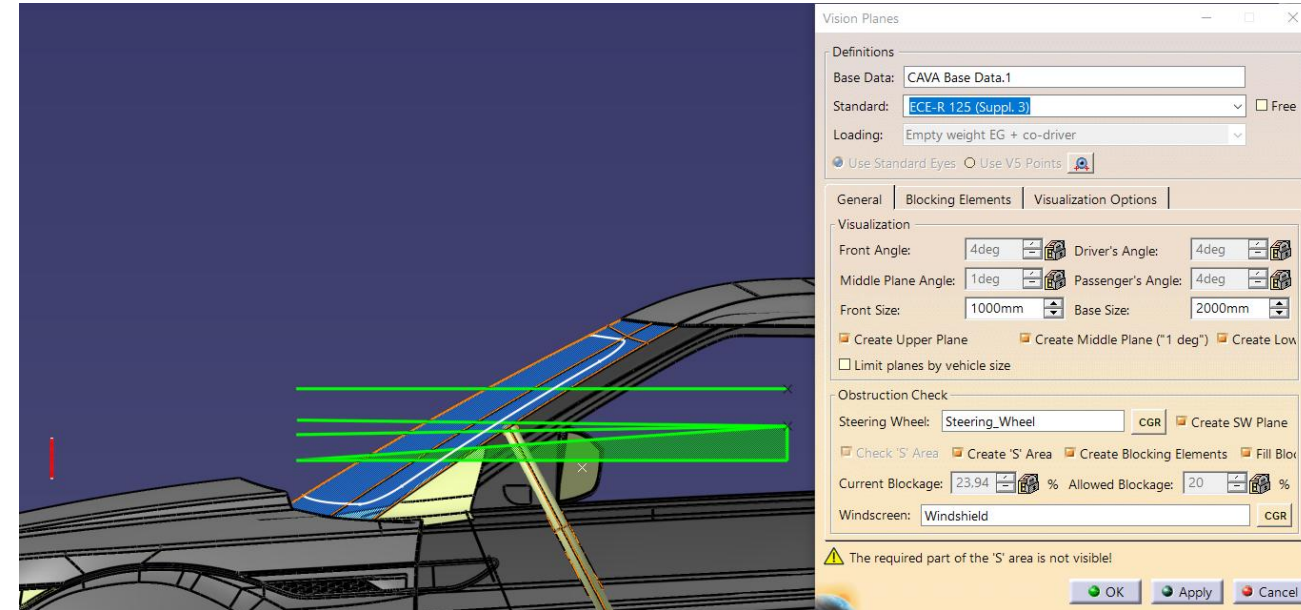 Vision Planes
Definitions
Base Data: CAVA Base Data.1
Standard: ECE-R 125 (Suppl. 3) Free
Loading: Empty weight EG + co-driver
Use Standard Eyes Use V5 Points
General Blocking Elements Visualization Options
Visualization
Front Angle: 4deg Driver's Angle: 4deg
Middle Plane Angle: 1deg Passenger's Angle: 4deg
Front Size: 1000mm Base Size: 2000mm
Create Upper Plane Create Middle Plane ("1 deg") Create Low
Limit planes by vehicle size
Obstruction Check
Steering Wheel: Steering_Wheel CGR Create SW Plane
Check 'S' Area Create 'S' Area Create Blocking Elements Fill Bloc
Current Blockage: 23,94 % Allowed Blockage: 20 %
Windscreen: Windshield CGR
The required part of the 'S' area is not visible!
OK Apply Cancel